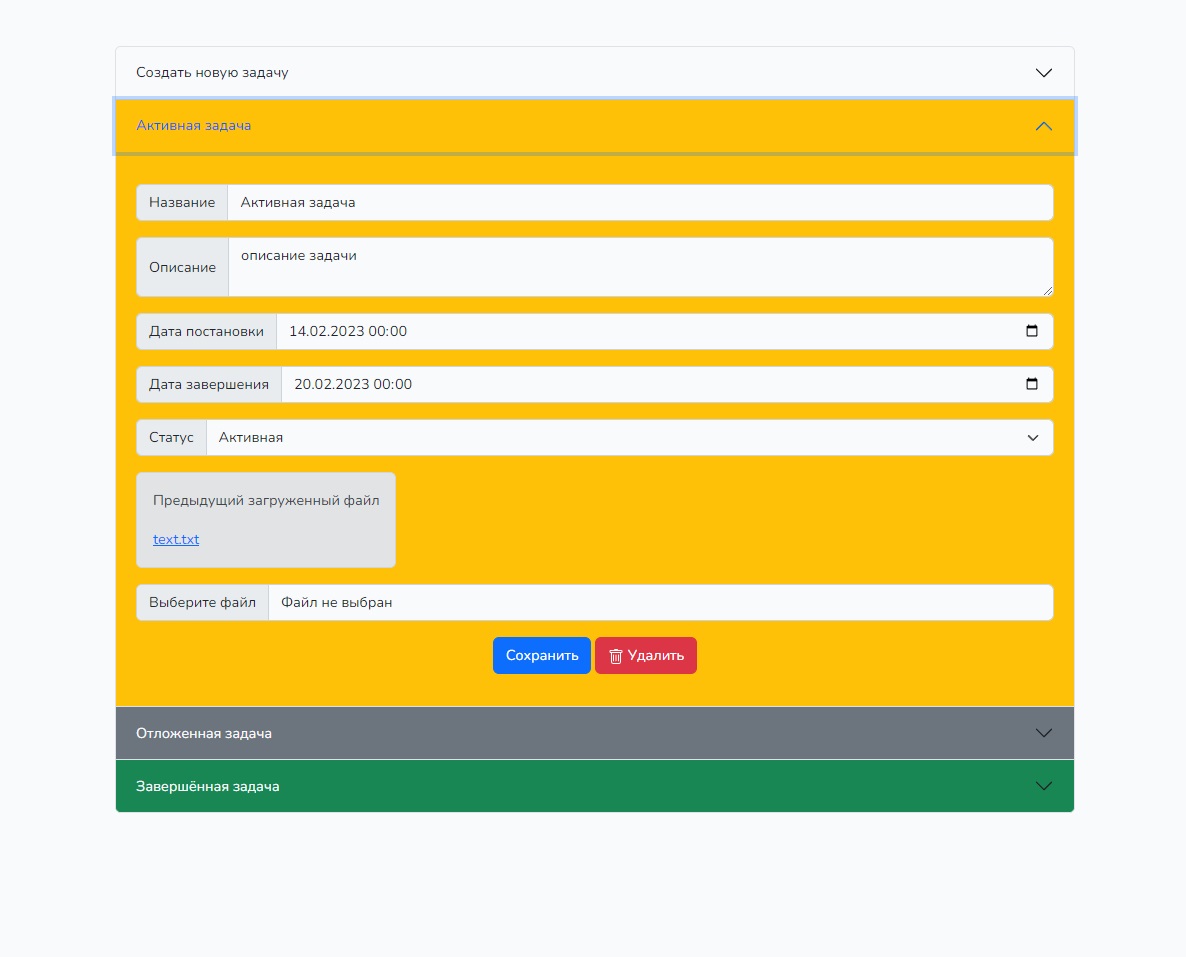 Создать новую задачу
Активная задача
Название Активная задача
Описание описание задачи
Дата постановки 14.02.2023 00:00
Дата завершения 20.02.2023 00:00
Статус Активная
Предыдущий загруженный файл
text.txt
Выберите файл Файл не выбран
Сохранить Удалить
Отложенная задача
Завершённая задача